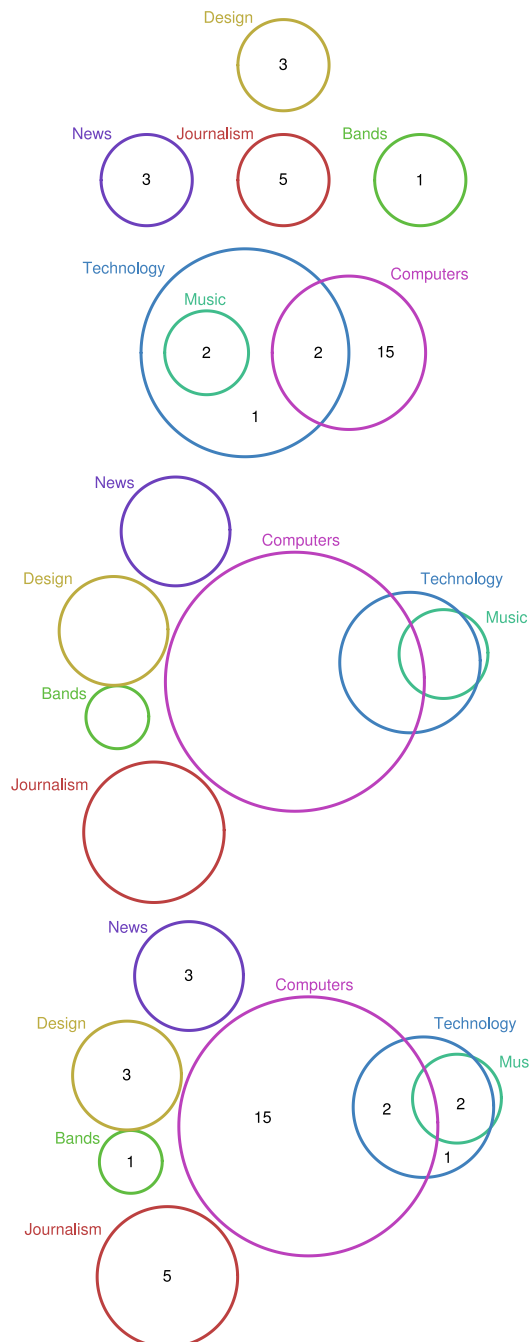 Design
3
News Journalism Bands
3 5 1
Technology
Computers
Music
2 2 15
1
News
Computers
Design Technology
Music
Bands
Journalism
News
3
Computers
Design Technology
Mus
3
2 2
15
Bands
1 1
Journalism
5